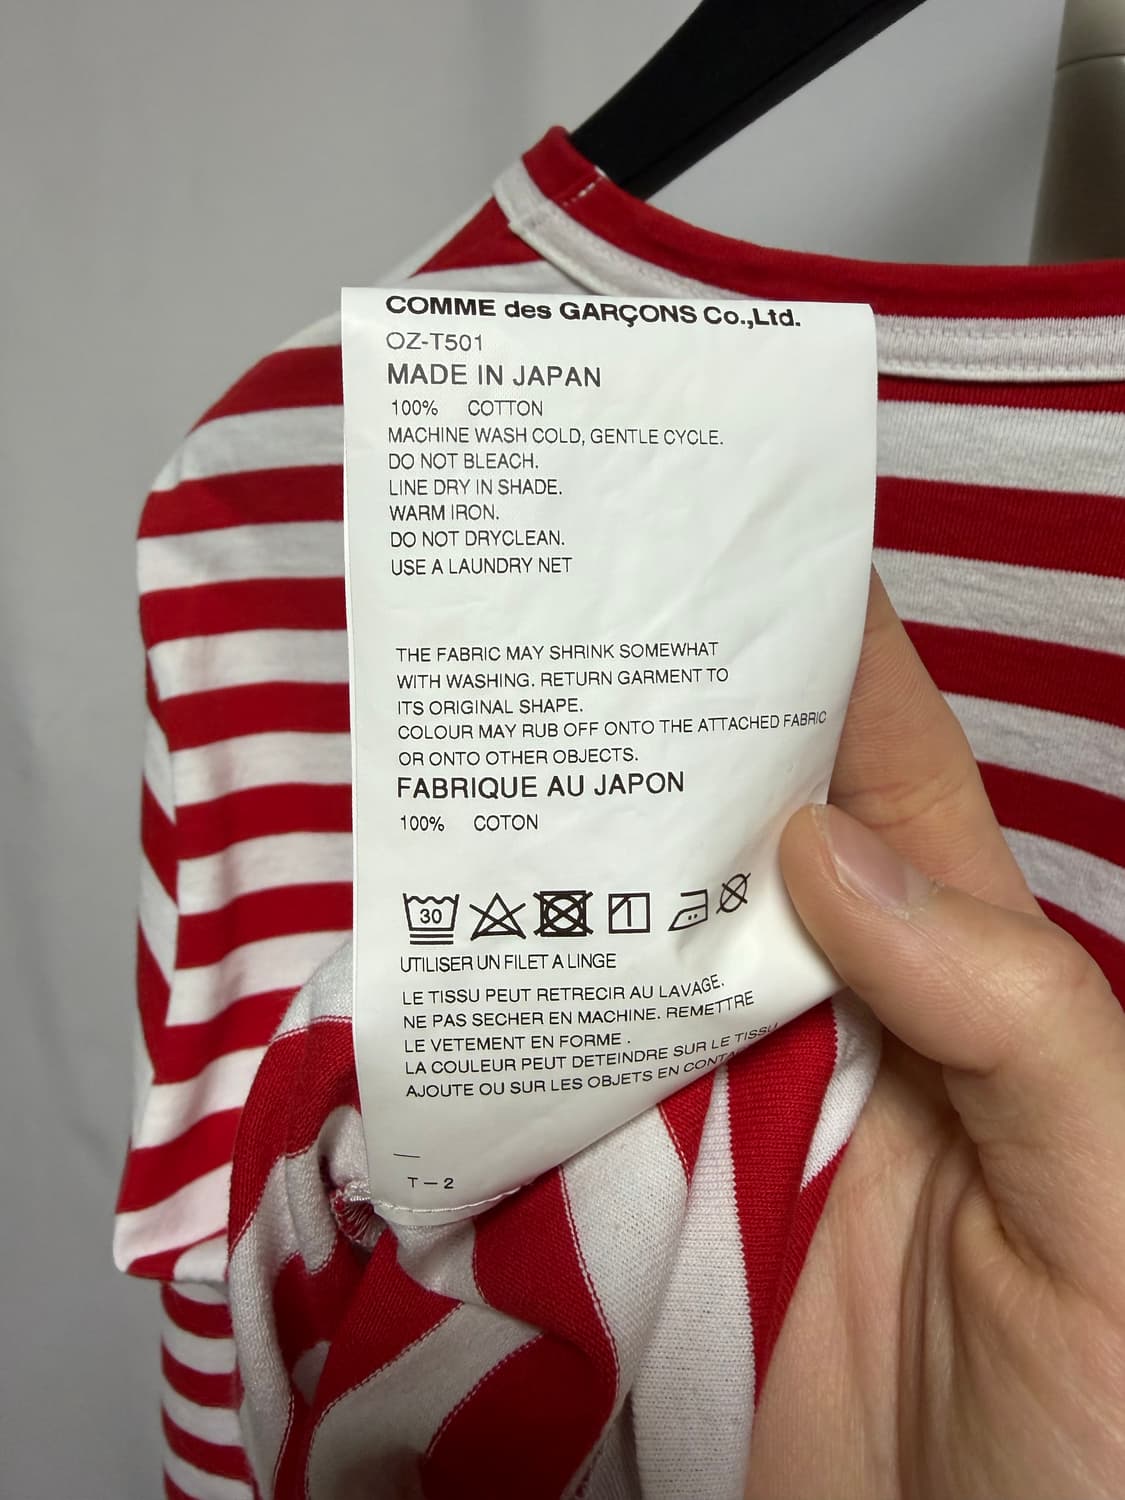 COMME des GARÇONS Co.,Ltd.
OZ-T501
MADE IN JAPAN
100% COTTON
MACHINE WASH COLD, GENTLE CYCLE.
DO NOT BLEACH.
LINE DRY IN SHADE.
WARM IRON.
DO NOT DRYCLEAN.
USE A LAUNDRY NET
THE FABRIC MAY SHRINK SOMEWHAT
WITH WASHING. RETURN GARMENT TO
ITS ORIGINAL SHAPE.
COLOUR MAY RUB OFF ONTO THE ATTACHED FABRIC
OR ONTO OTHER OBJECTS.
FABRIQUE AU JAPON
100% COTON
30
UTILISER UN FILET A LINGE
LE TISSU PEUT RETRECIR AU LAVAGE.
NE PAS SECHER EN MACHINE. REMETTRE
LE VETEMENT EN FORME .
LA COULEUR PEUT DETEINDRE SUR LE TISSU
AJOUTE OU SUR LES OBJETS EN
T-2